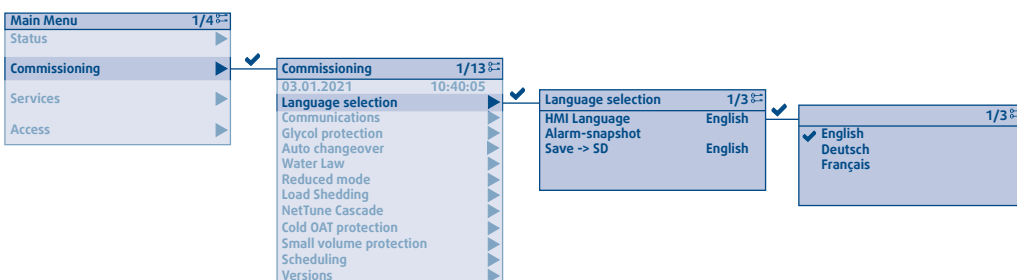 Main Menu 1/4
Status
Commissioning
Services
Access
Commissioning 1/13
03.01.2021 10:40:05
Language selection
Communications
Glycol protection
Auto changeover
Water Law
Reduced mode
Load Shedding
NetTune Cascade
Cold OAT protection
Small volume protection
Scheduling
Versions
Language selection 1/3
HMI Language English
Alarm-snapshot
Save -> SD English
1/3
English
Deutsch
Français